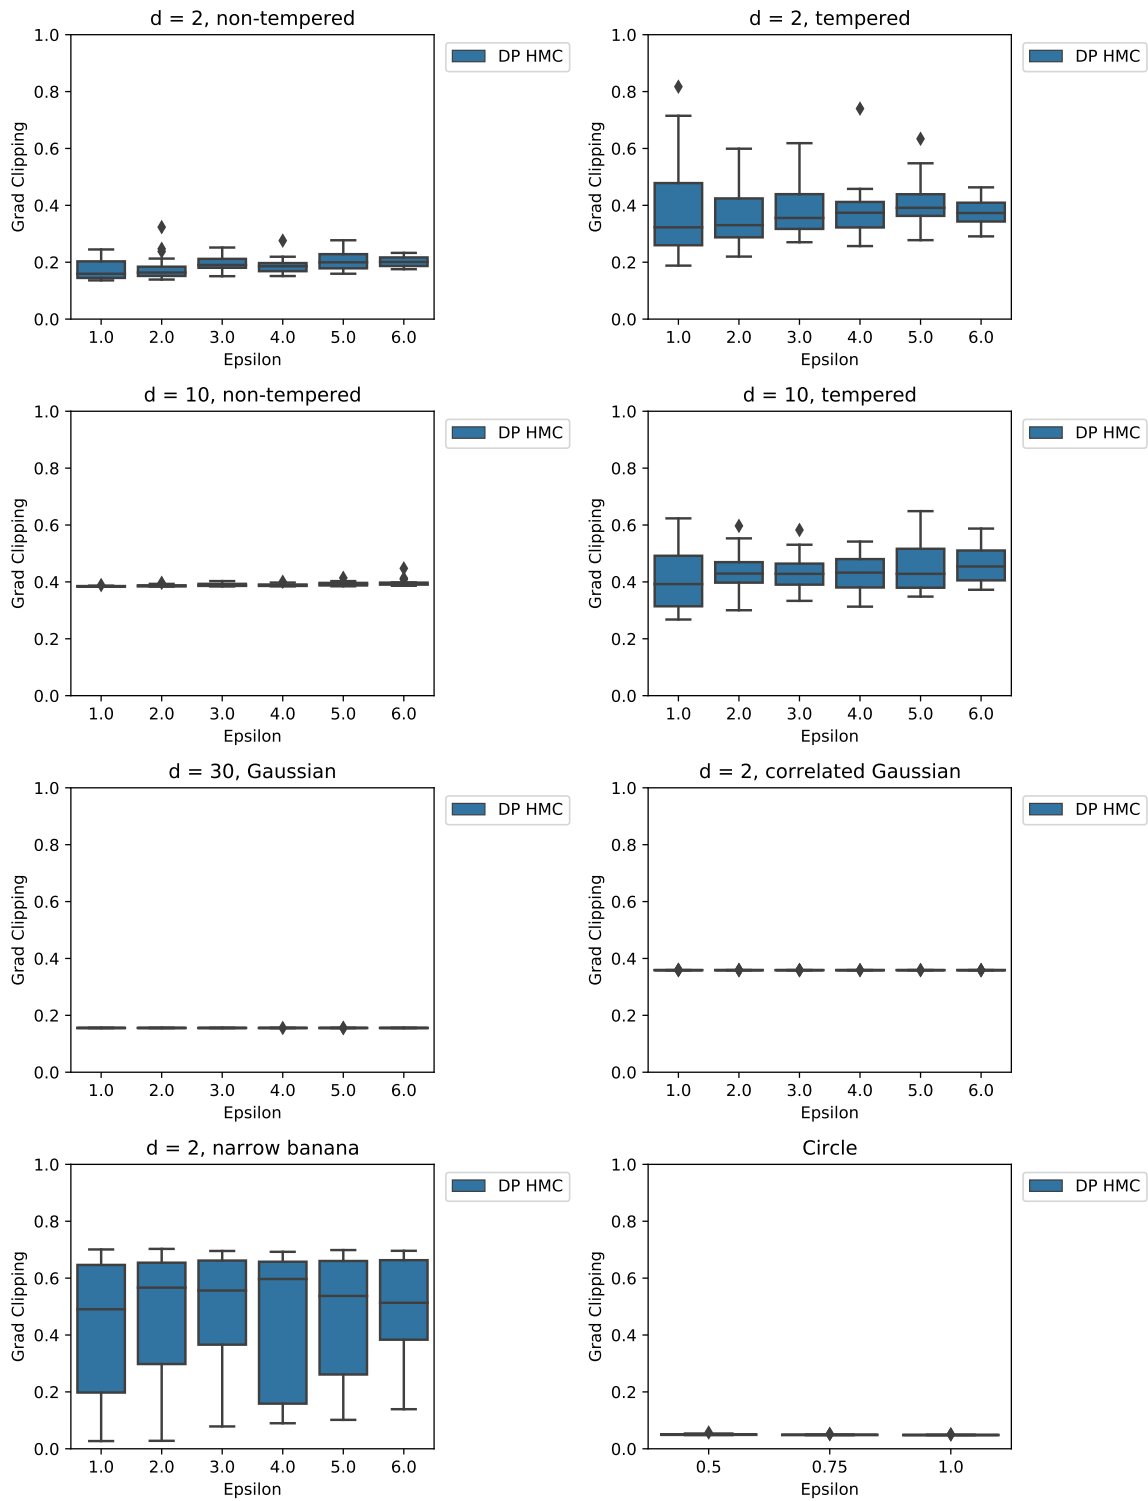 d = 2, non-tempered
1.0
0.8
0.6
0.4
0.2
0.0
Grad Clipping
1.0 2.0 3.0 4.0 5.0 6.0
Epsilon
DP HMC
d = 2, tempered
1.0
0.8
0.6
0.4
0.2
0.0
Grad Clipping
1.0 2.0 3.0 4.0 5.0 6.0
Epsilon
DP HMC
d = 10, non-tempered
1.0
0.8
0.6
0.4
0.2
0.0
Grad Clipping
1.0 2.0 3.0 4.0 5.0 6.0
Epsilon
DP HMC
d = 10, tempered
1.0
0.8
0.6
0.4
0.2
0.0
Grad Clipping
1.0 2.0 3.0 4.0 5.0 6.0
Epsilon
DP HMC
d = 30, Gaussian
1.0
0.8
0.6
0.4
0.2
0.0
Grad Clipping
1.0 2.0 3.0 4.0 5.0 6.0
Epsilon
DP HMC
d = 2, correlated Gaussian
1.0
0.8
0.6
0.4
0.2
0.0
Grad Clipping
1.0 2.0 3.0 4.0 5.0 6.0
Epsilon
DP HMC
d = 2, narrow banana
1.0
0.8
0.6
0.4
0.2
0.0
Grad Clipping
1.0 2.0 3.0 4.0 5.0 6.0
Epsilon
DP HMC
Circle
1.0
0.8
0.6
0.4
0.2
0.0
Grad Clipping
0.5 0.75 1.0
Epsilon
DP HMC